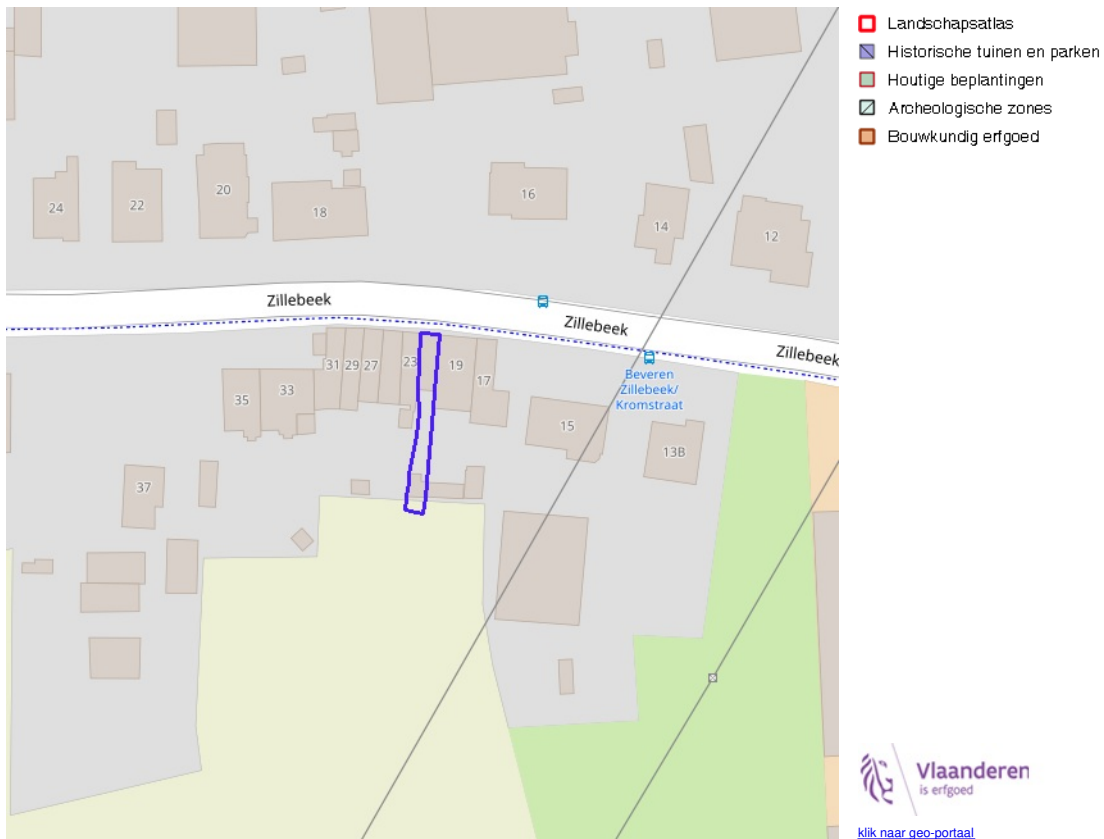 Landschapsatlas
Historische tuinen en parken
Houtige beplantingen
Archeologische zones
Bouwkundig erfgoed
24
22
20
18
16
14
12
Zillebeek
Zillebeek
Zillebeek
31
29
27
23
19
17
35
33
Beveren
Zillebeek/
Kromstraat
15
13B
37
Vlaanderen
is erfgoed
klik naar geo-portaal